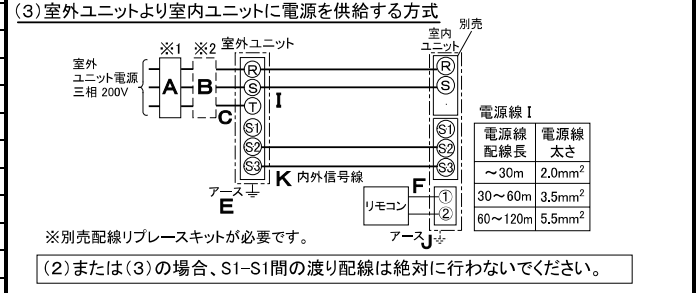 (3)室外ユニットより室内ユニットに電源を供給する方式
※1 ※2 室外ユニット
室内
ユニット
別売
室外
ユニット電源
三相 200V
A
B
C
R
S
T
S1
S2
S3
I
K 内外信号線
R
S
S1
S2
S3
アース
E
リモコン
F
①
②
アース J
電源線 I
電源線
配線長
電源線
太さ
～30m 2.0mm²
30～60m 3.5mm²
60～120m 5.5mm²
※別売配線リプレースキットが必要です。
(2)または(3)の場合、S1-S1間の渡り配線は絶対に行わないでください。